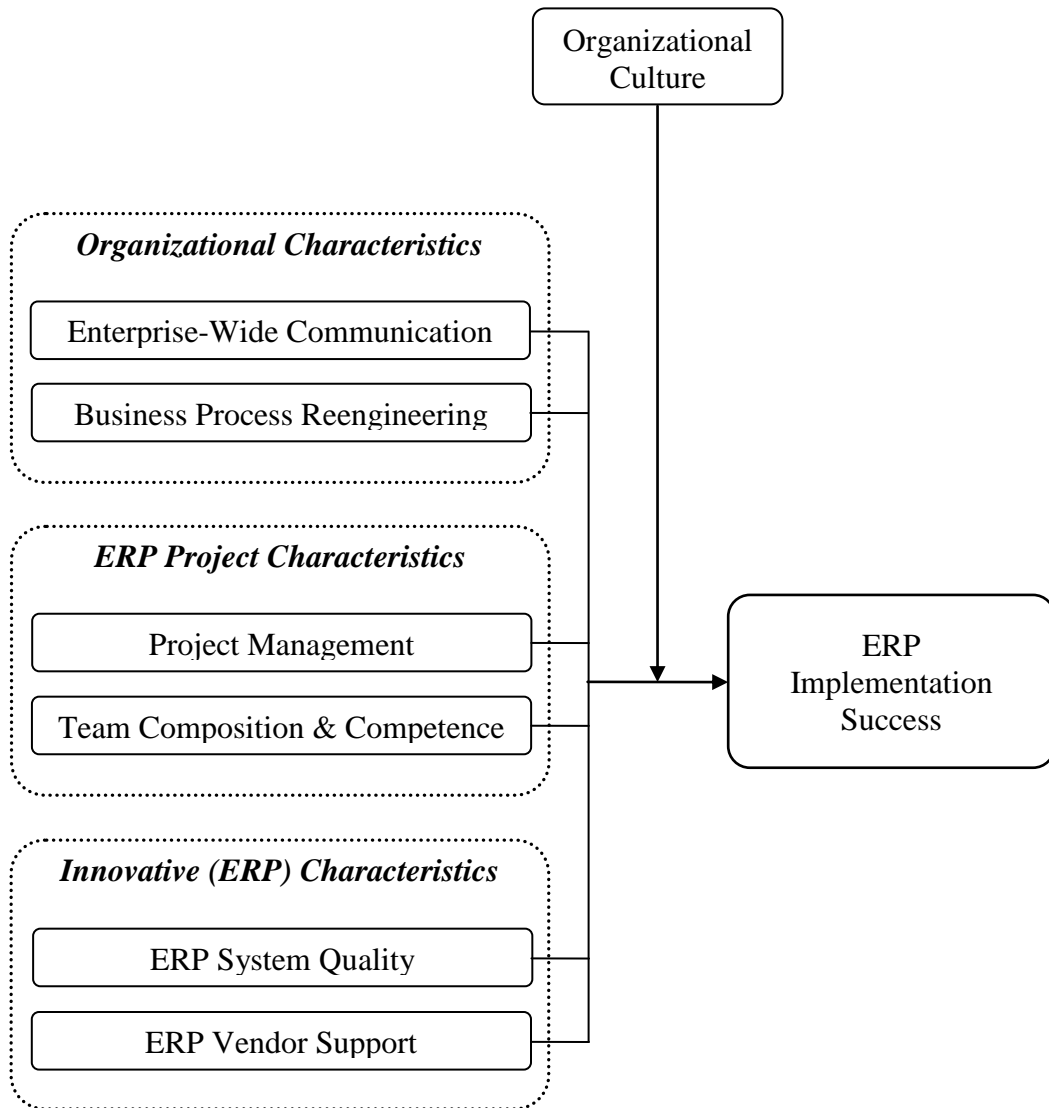 Organizational
Culture
Organizational Characteristics
Enterprise-Wide Communication
Business Process Reengineering
ERP Project Characteristics
Project Management
Team Composition & Competence
ERP
Implementation
Success
Innovative (ERP) Characteristics
ERP System Quality
ERP Vendor Support